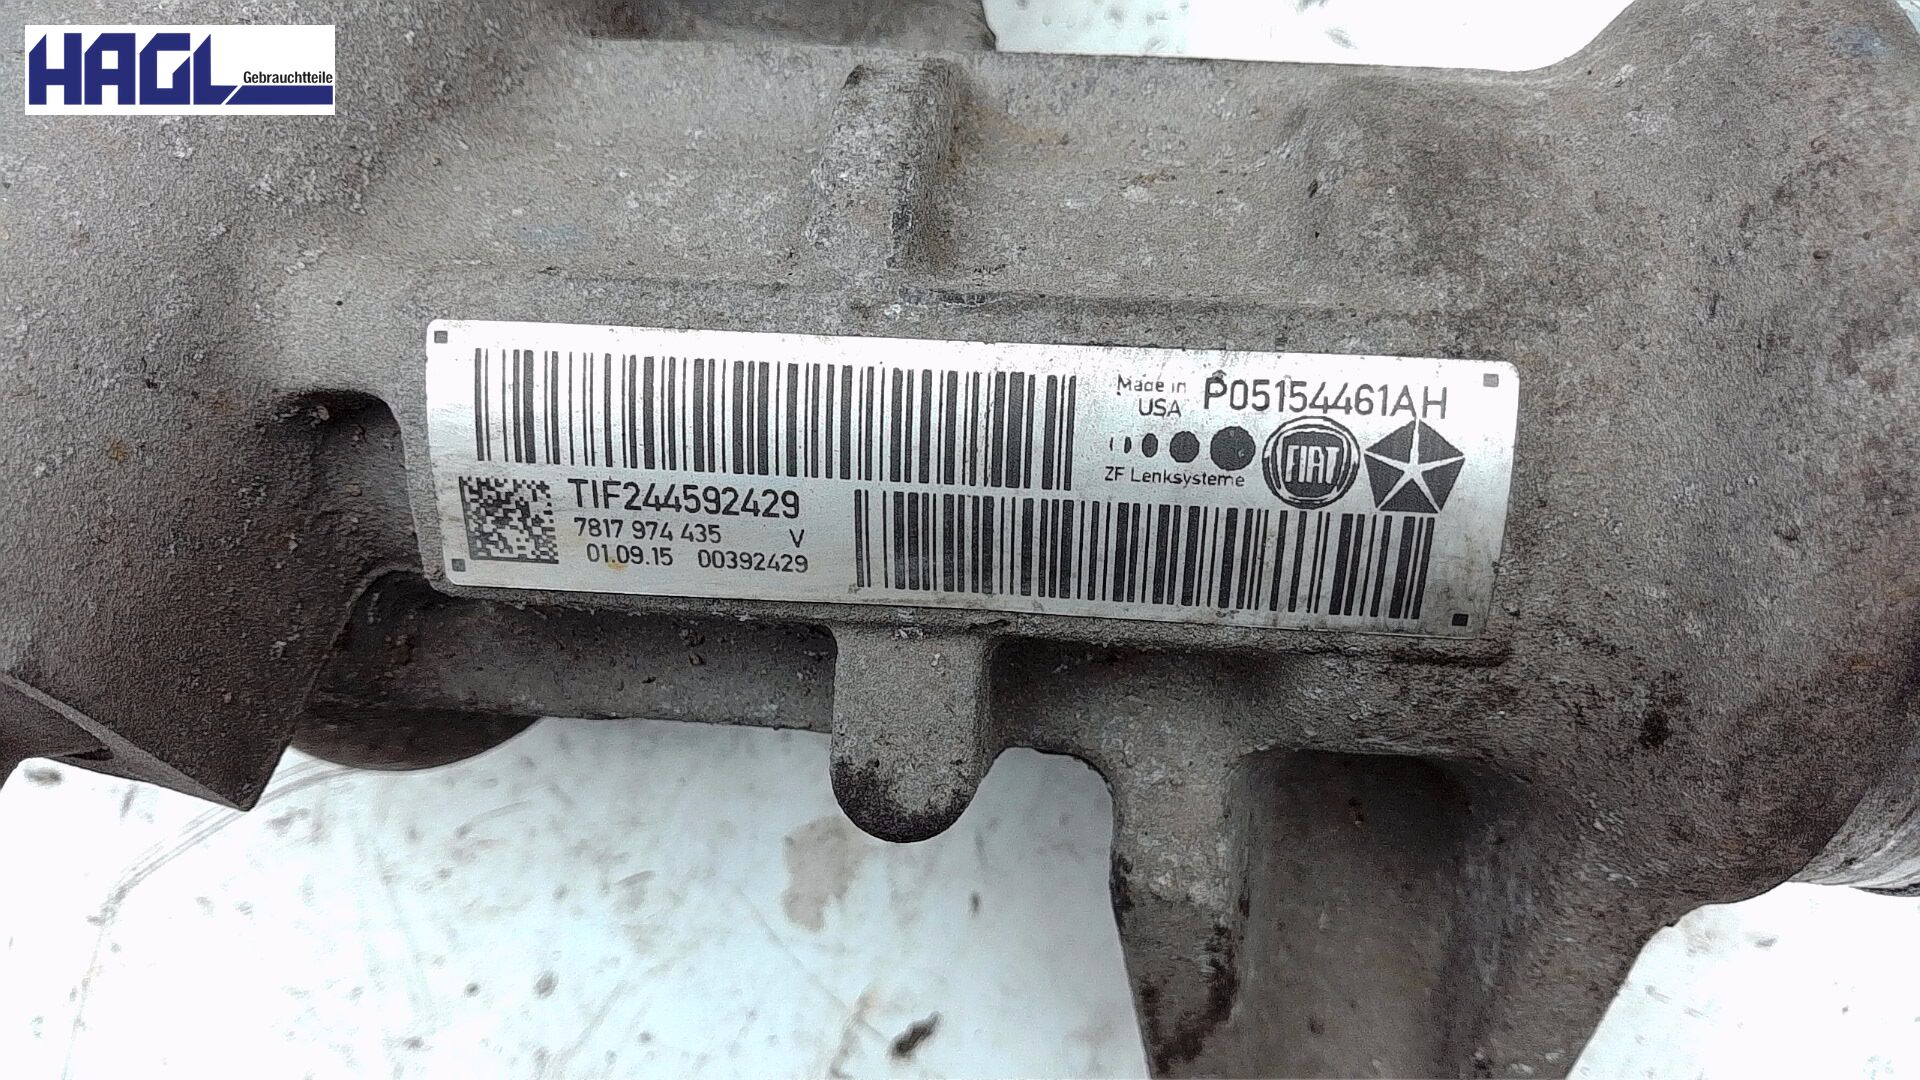 HAGL
Gebrauchtteile
Made in
USA
P05154461AH
ZF Lenksysteme
FIAT
TIF244592429
7817 974 435 V
01.09.15 00392429